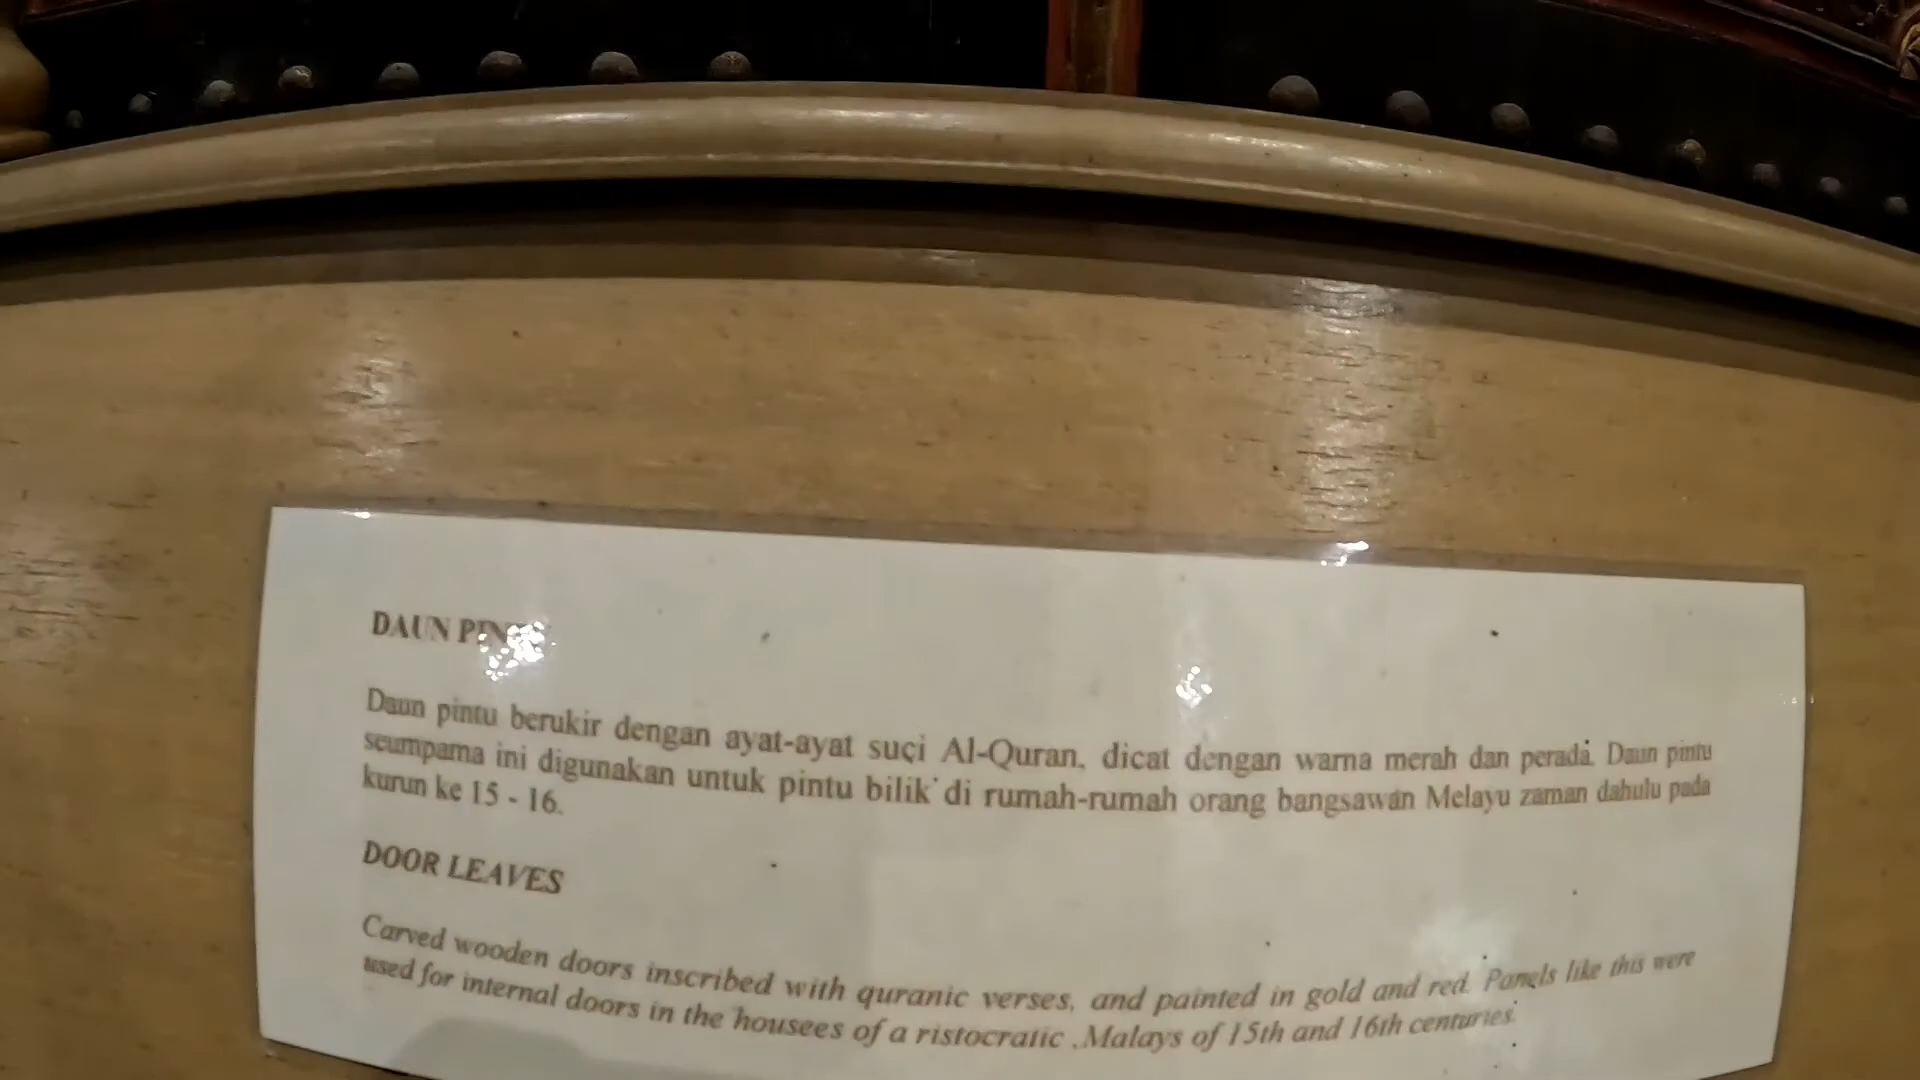 DAUN
Daun pintu berukir dengan ayat-ayat suçi Al-Quran, dicat dengan warna merah dan perada. Daun pintu
seumpama ini digunakan untuk pintu bilik di rumah-rumah orang bangsawan Melayu zaman dahulu pada
kurun ke 15 - 16.
DOOR LEAVES
Carved wooden doors inscribed with quranic verses, and painted in gold and red. Panels like this were
used for internal doors in the housees of a ristocratic .Malays of 15th and 16th centuries.